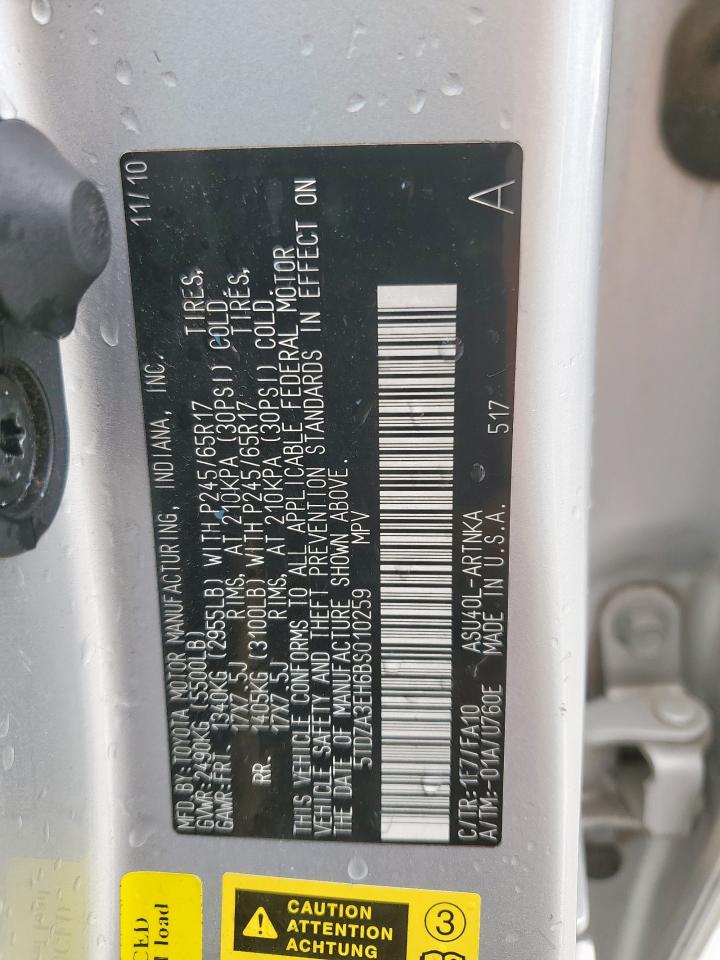 MFD.BY:TOYOTA MOTOR MANUFACTURING, INDIANA, INC. 11/10
GVWR:2490KG(5500LB)
GAWR:FRT. 1340KG(2955LB) WITH P245/65R17 TIRES,
17X7.5J RIMS, AT 210KPA(30PSI) COLD.
RR. 1405KG(3100LB) WITH P245/65R17 TIRES,
17X7.5J RIMS, AT 210KPA(30PSI) COLD.
THIS VEHICLE CONFORMS TO ALL APPLICABLE FEDERAL MOTOR
VEHICLE SAFETY AND THEFT PREVENTION STANDARDS IN EFFECT ON
THE DATE OF MANUFACTURE SHOWN ABOVE.
5TDZA3EH6BS010259 MPV
C/TR:1F7/FA10 ASU40L-ARTNKA A
A/TM:-01A/U760E MADE IN U.S.A. 517
CAUTION
ATTENTION
ACHTUNG
3
load